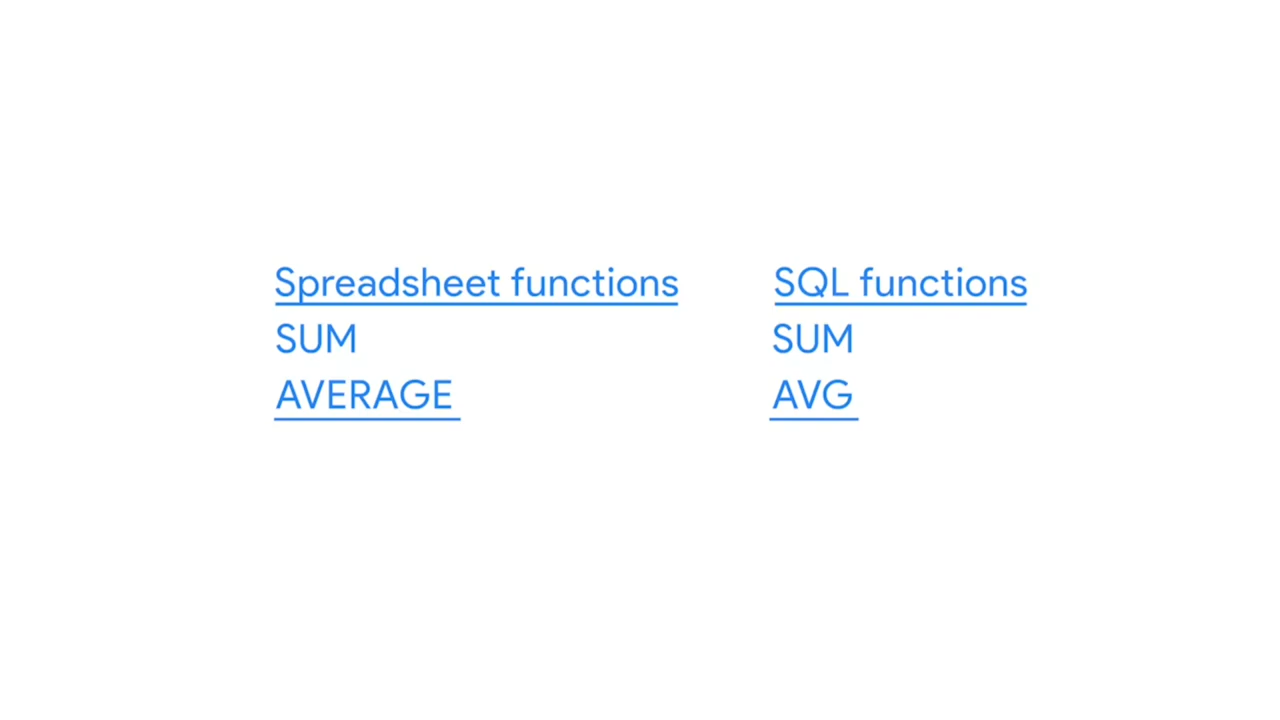 Spreadsheet functions
SUM
AVERAGE
SQL functions
SUM
AVG